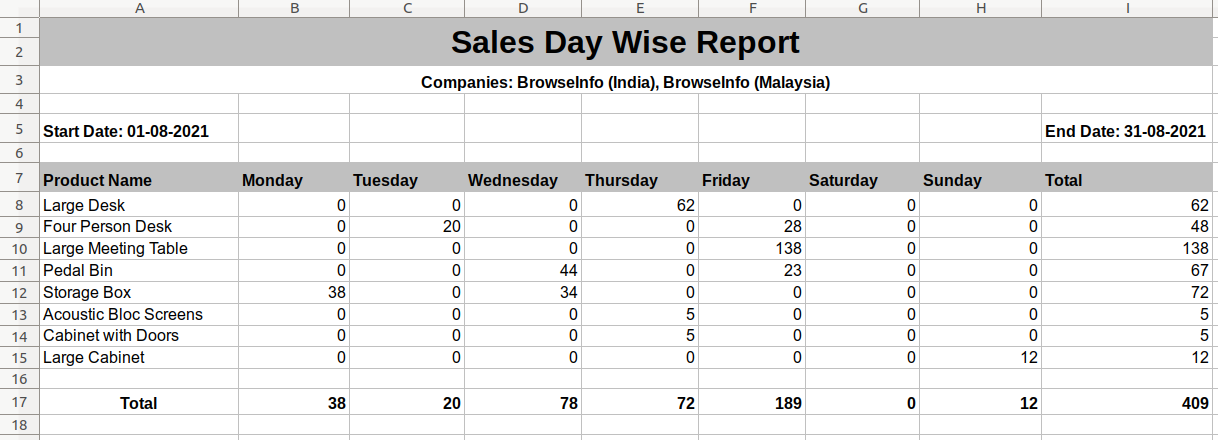 A B C D E F G H I
1
2 Sales Day Wise Report
3 Companies: BrowseInfo (India), BrowseInfo (Malaysia)
4
5 Start Date: 01-08-2021 End Date: 31-08-2021
6
7 Product Name Monday Tuesday Wednesday Thursday Friday Saturday Sunday Total
8 Large Desk 0 0 0 62 0 0 0 62
9 Four Person Desk 0 20 0 0 28 0 0 48
10 Large Meeting Table 0 0 0 0 138 0 0 138
11 Pedal Bin 0 0 44 0 23 0 0 67
12 Storage Box 38 0 34 0 0 0 0 72
13 Acoustic Bloc Screens 0 0 0 5 0 0 0 5
14 Cabinet with Doors 0 0 0 5 0 0 0 5
15 Large Cabinet 0 0 0 0 0 0 12 12
16
17 Total 38 20 78 72 189 0 12 409
18